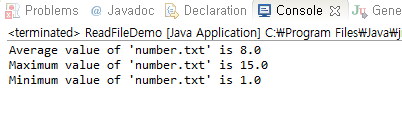 Problems @ Javadoc Declaration Console Gene
<terminated> ReadFileDemo [Java Application] C:₩Program Files₩Java₩j
Average value of 'number.txt' is 8.0
Maximum value of 'number.txt' is 15.0
Minimum value of 'number.txt' is 1.0